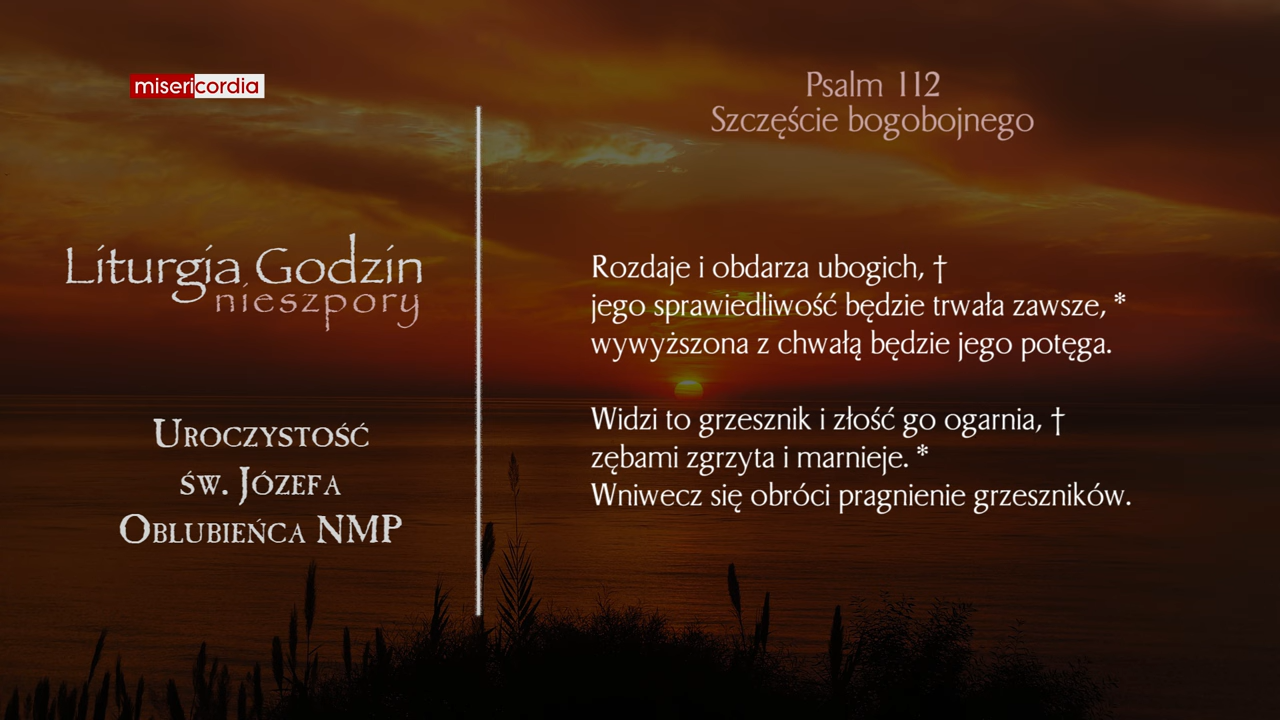 misericordia
Liturgia Godzin
nieszpory
Uroczystość
św. Józefa
Oblubieńca NMP
Psalm 112
Szczęście bogobojnego
Rozdaje i obdarza ubogich, †
jego sprawiedliwość będzie trwała zawsze, *
wywyższona z chwałą będzie jego potęga.
Widzi to grzesznik i złość go ogarnia, †
zębami zgrzyta i marnieje. *
Wniwecz się obróci pragnienie grzeszników.